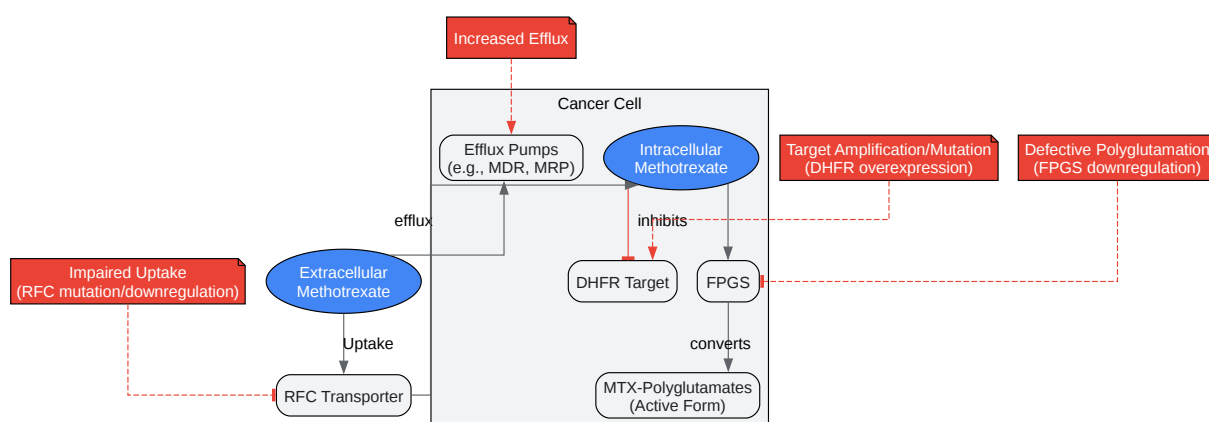 Increased Efflux
Cancer Cell
Efflux Pumps
(e.g., MDR, MRP)
Intracellular
Methotrexate
Target Amplification/Mutation
(DHFR overexpression)
Defective Polyglutamation
(FPGS downregulation)
efflux
inhibits
Impaired Uptake
(RFC mutation/downregulation)
Extracellular
Methotrexate
DHFR Target
FPGS
Uptake
converts
RFC Transporter
MTX-Polyglutamates
(Active Form)